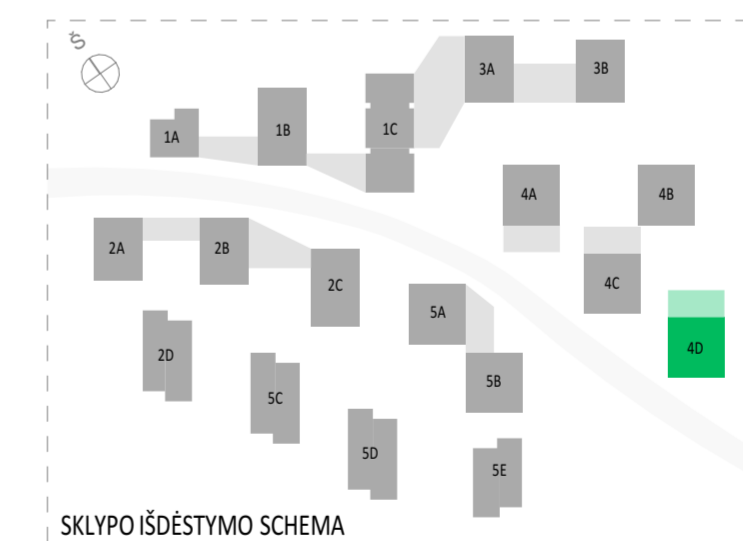 Š
3A
3B
1A
1B
1C
4A
4B
2A
2B
2C
4C
5A
4D
2D
5B
5C
5D
5E
SKLYPO IŠDĖSTYMO SCHEMA